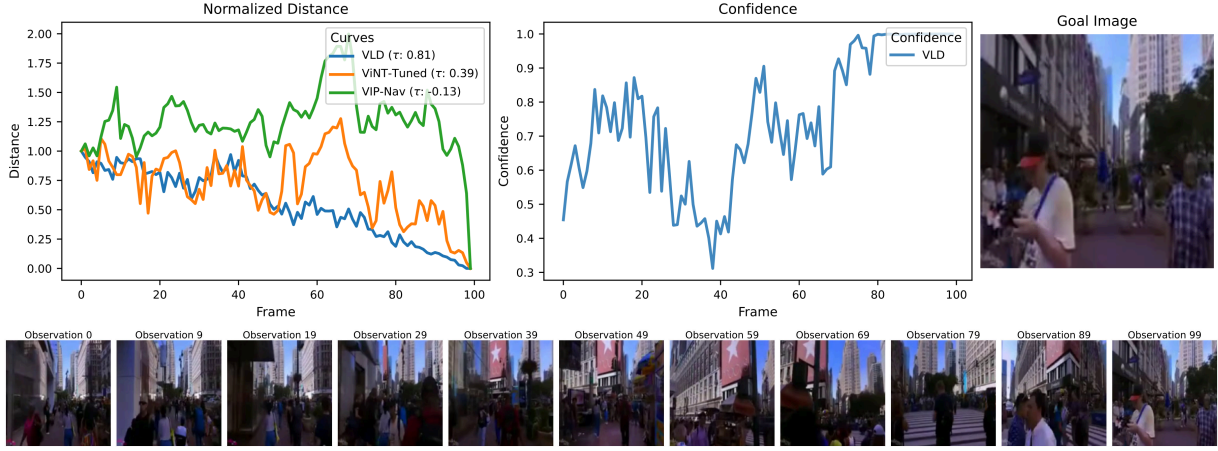 Normalized Distance
Distance
2.00
1.75
1.50
1.25
1.00
0.75
0.50
0.25
0.00
0 20 40 60 80 100
Frame
Curves
VLD (τ: 0.81)
ViNT-Tuned (τ: 0.39)
VIP-Nav (τ: -0.13)
Confidence
Confidence
1.0
0.9
0.8
0.7
0.6
0.5
0.4
0.3
0 20 40 60 80 100
Frame
Confidence
VLD
Goal Image
Observation 0
Observation 9
Observation 19
Observation 29
Observation 39
Observation 49
Observation 59
Observation 69
Observation 79
Observation 89
Observation 99